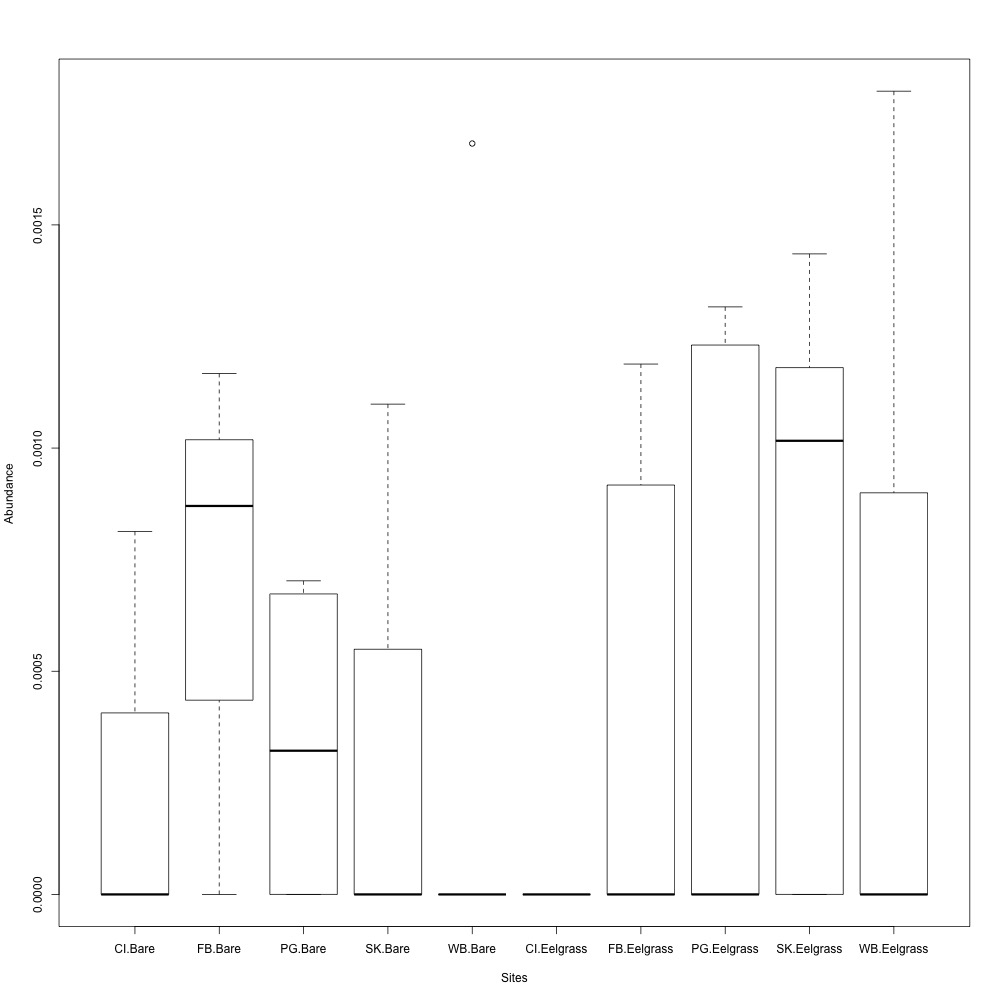 Abundance
0.0015
0.0010
0.0005
0.0000
CI.Bare FB.Bare PG.Bare SK.Bare WB.Bare CI.Eelgrass FB.Eelgrass PG.Eelgrass SK.Eelgrass WB.Eelgrass
Sites